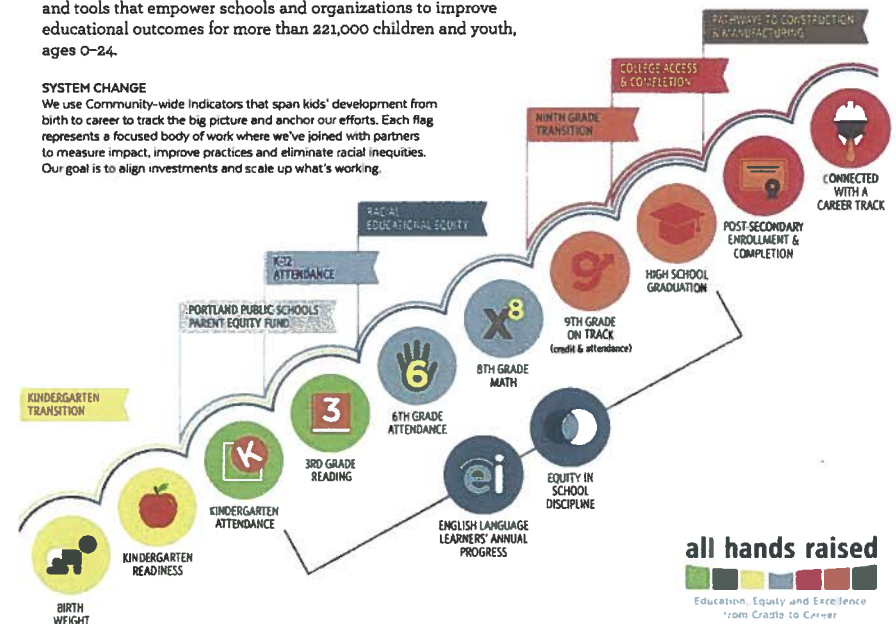 and tools that empower schools and organizations to improve
educational outcomes for more than 221,000 children and youth,
ages 0–24.
SYSTEM CHANGE
We use Community-wide Indicators that span kids' development from
birth to career to track the big picture and anchor our efforts. Each flag
represents a focused body of work where we've joined with partners
to measure impact, improve practices and eliminate racial inequities.
Our goal is to align investments and scale up what's working.
PATHWAYS TO CONSTRUCTION
& MANUFACTURING
COLLEGE ACCESS
& COMPLETION
NINTH GRADE
TRANSITION
RACIAL
EDUCATIONAL EQUITY
K-12
ATTENDANCE
PORTLAND PUBLIC SCHOOLS
PARENT EQUITY FUND
KINDERGARTEN
TRANSITION
BIRTH
WEIGHT
KINDERGARTEN
READINESS
K
KINDERGARTEN
ATTENDANCE
3
3RD GRADE
READING
6
6TH GRADE
ATTENDANCE
X8
8TH GRADE
MATH
9
9TH GRADE
ON TRACK
(credit & attendance)
HIGH SCHOOL
GRADUATION
POST-SECONDARY
ENROLLMENT &
COMPLETION
CONNECTED
WITH A
CAREER TRACK
ei
ENGLISH LANGUAGE
LEARNERS' ANNUAL
PROGRESS
EQUITY IN
SCHOOL
DISCIPLINE
all hands raised
Education, Equity and Excellence
from Cradle to Career